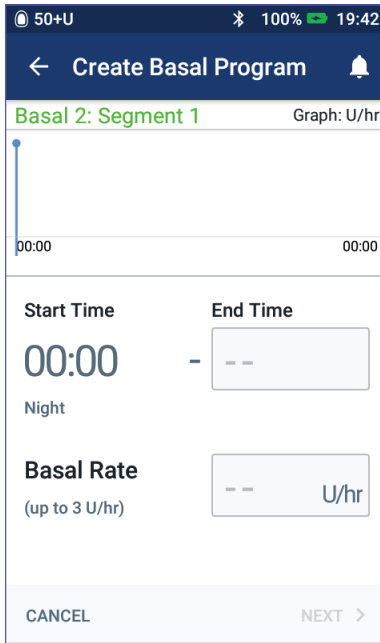 50+U 100% 19:42
Create Basal Program
Basal 2: Segment 1 Graph: U/hr
00:00 00:00
Start Time End Time
00:00 - --
Night
Basal Rate
-- U/hr
(up to 3 U/hr)
CANCEL NEXT